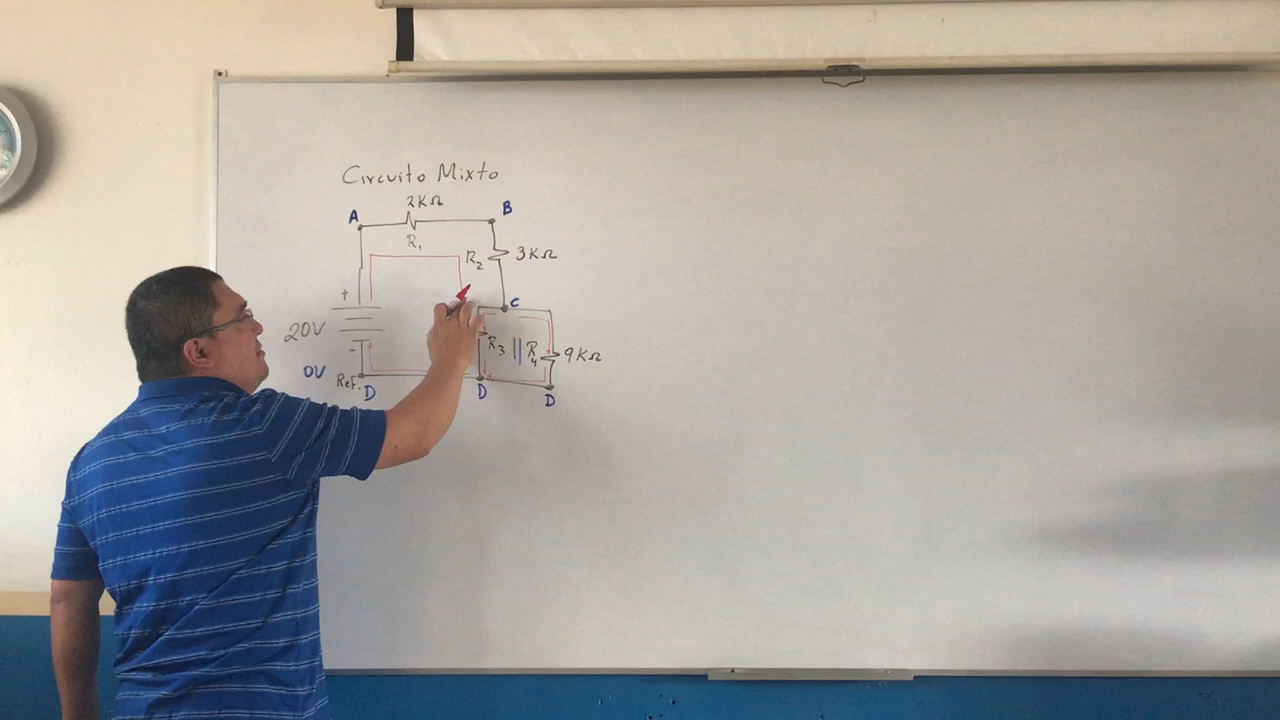 Circuito Mixto
2KΩ
A
B
R1
R2
3KΩ
+
C
20V
R3
||
R4
9KΩ
-
0V
Ref.
D
D
D